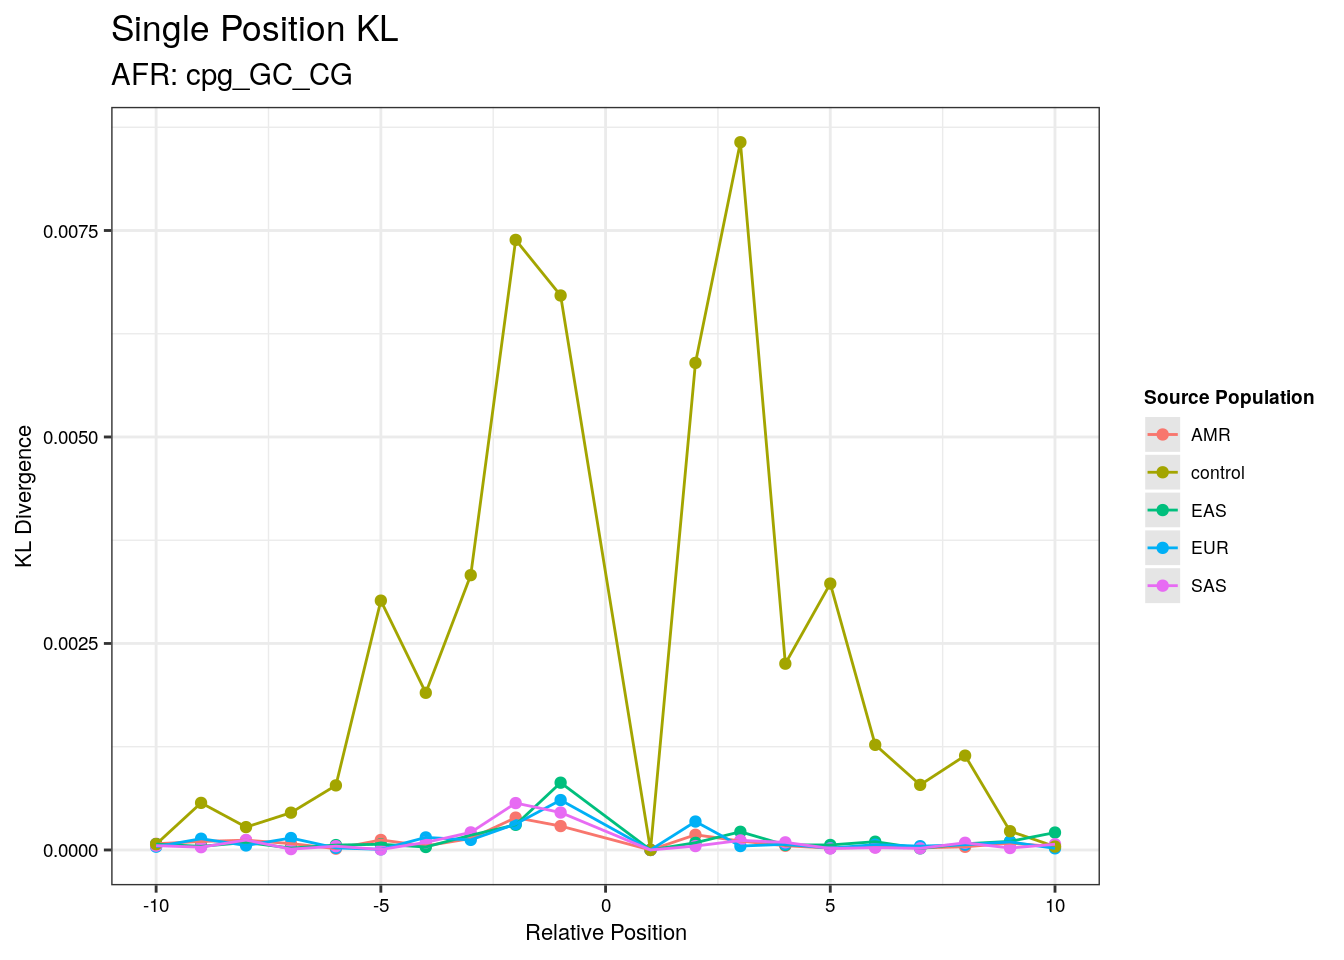 Single Position KL
AFR: cpg_GC_CG
0.0075
0.0050
0.0025
0.0000
KL Divergence
-10
-5
0
5
10
Relative Position
Source Population
AMR
control
EAS
EUR
SAS